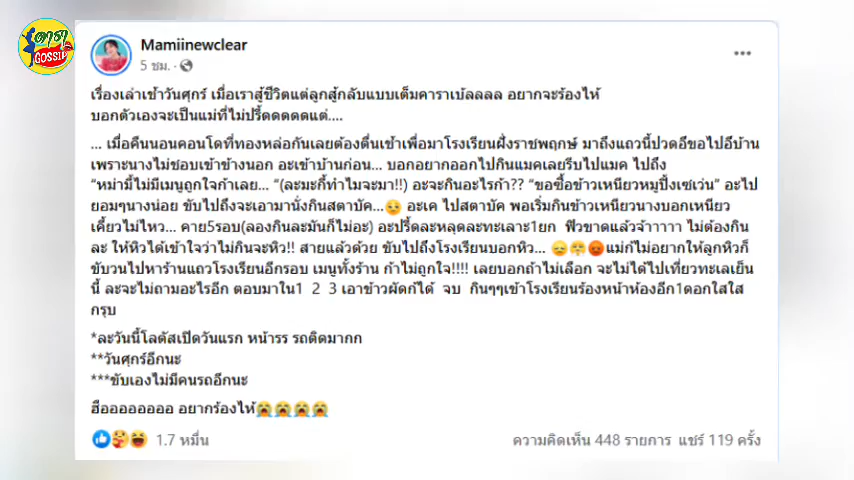 ดารา
GOSSIP
Mamiinewclear
5 ชม.
เรื่องเล่าเช้าวันศุกร์ เมื่อเราสู้ชีวิตแต่ลูกสู้กลับแบบเต็มคาราเบัลลลล อยากจะร้องไห้
บอกตัวเองจะเป็นแม่ที่ไม่ปรี้ดดดดดแต่....
... เมื่อคืนนอนคอนโดที่ทองหล่อกันเลยต้องตื่นเช้าเพื่อมาโรงเรียนฝั่งราชพฤกษ์ มาถึงแถวนี้ปวดอึขอไปอึบ้าน
เพราะนางไม่ชอบเข้าข้างนอก อะเข้าบ้านก่อน... บอกอยากออกไปกินแมคเลยรีบไปแมค ไปถึง
“หม่ามี้ไม่มีเมนูถูกใจก้าเลย... “(ละมะกี้ทำไมจะมา!!) อะจะกินอะไรก้า?? “ขอซื้อข้าวเหนียวหมูปิ้งเซเว่น” อะไป
ยอมๆนางน่อย ขับไปถึงจะเอามานั่งกินสตาบัค...😔 อะเค ไปสตาบัค พอเริ่มกินข้าวเหนียวนางบอกเหนียว
เคี้ยวไม่ไหว... คาย5รอบ(ลองกินละมันก็ไม่อะ) อะปรี้ดละหลุดละทะเลาะ1ยก ฟิวขาดแล้วจ้าาาาา ไม่ต้องกิน
ละ ให้หิวได้เข้าใจว่าไม่กินจะหิว!! สายแล้วด้วย ขับไปถึงโรงเรียนบอกหิว... 😞😤😡แม่ก้ไม่อยากให้ลูกหิวก็
ขับวนไปหาร้านแถวโรงเรียนอีกรอบ เมนูทั้งร้าน ก้าไม่ถูกใจ!!!! เลยบอกถ้าไม่เลือก จะไม่ได้ไปเที่ยวทะเลเย็น
นี้ ละจะไม่ถามอะไรอีก ตอบมาใน1 2 3 เอาข้าวผัดก้ได้ จบ กินๆๆเข้าโรงเรียนร้องหน้าห้องอีก1ดอกใสใส
กรุบ
*ละวันนี้โลตัสเปิดวันแรก หน้ารร รถติดมากก
**วันศุกร์อีกนะ
***ขับเองไม่มีคนรถอีกนะ
ฮือออออออออ อยากร้องไห้😭😭😭😭
1.7 หมื่น
ความคิดเห็น 448 รายการ แชร์ 119 ครั้ง